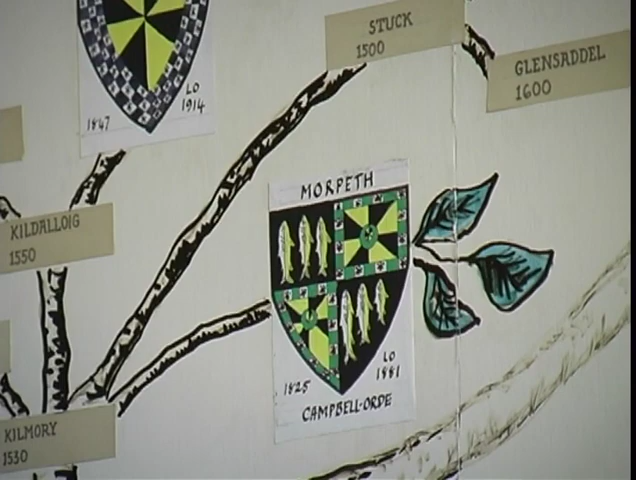 STUCK
1500
GLENSADDEL
1600
1847
LO
1914
MORPETH
KILDALLOIG
1550
1825
LO
1881
CAMPBELL-ORDE
KILMORY
1530